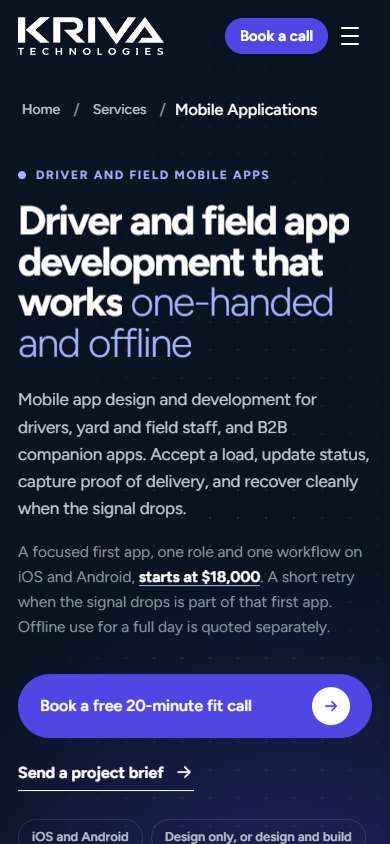 KRIVA
TECHNOLOGIES
Book a call
Home / Services / Mobile Applications
DRIVER AND FIELD MOBILE APPS
Driver and field app
development that
works one-handed
and offline
Mobile app design and development for
drivers, yard and field staff, and B2B
companion apps. Accept a load, update status,
capture proof of delivery, and recover cleanly
when the signal drops.
A focused first app, one role and one workflow on
iOS and Android, starts at $18,000. A short retry
when the signal drops is part of that first app.
Offline use for a full day is quoted separately.
Book a free 20-minute fit call
Send a project brief
iOS and Android
Design only, or design and build